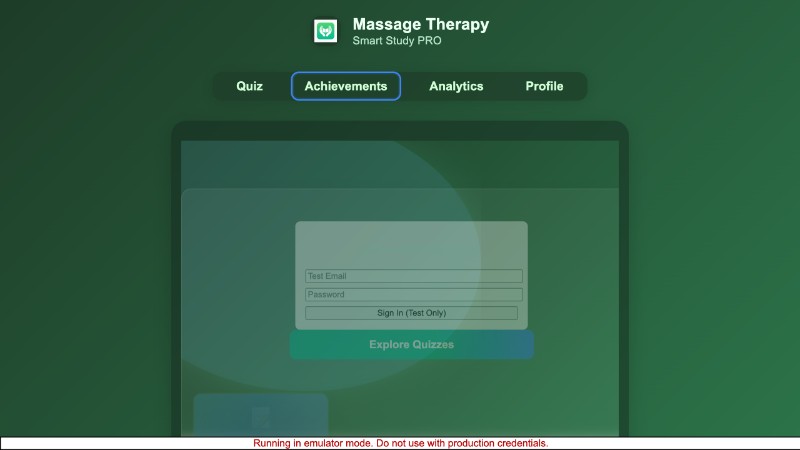 Massage Therapy
Smart Study PRO
Quiz
Achievements
Analytics
Profile
Test Email
Password
Sign In (Test Only)
Explore Quizzes
Running in emulator mode. Do not use with production credentials.